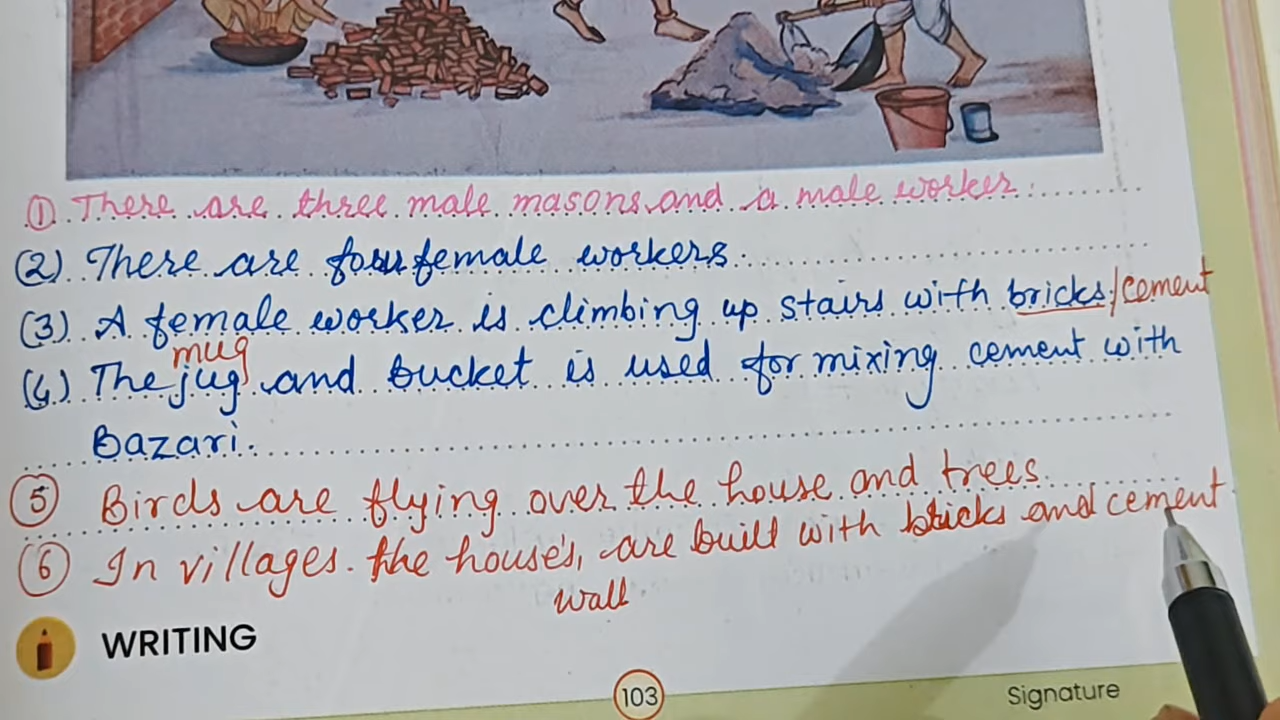 (1) There are three male masons and a male worker.
(2) There are four female workers.
(3) A female worker is climbing up stairs with bricks/cement
mug
(4) The jug and bucket is used for mixing cement with
Bazari.
(5) Birds are flying over the house and trees.
(6) In villages. the house's, are built with bricks and cement
wall
WRITING
103
Signature